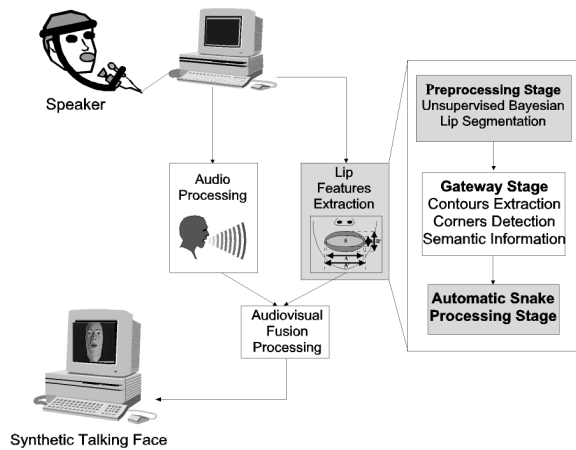 Speaker
Audio
Processing
Lip
Features
Extraction
Audiovisual
Fusion
Processing
Synthetic Talking Face
Preprocessing Stage
Unsupervised Bayesian
Lip Segmentation
Gateway Stage
Contours Extraction
Corners Detection
Semantic Information
Automatic Snake
Processing Stage